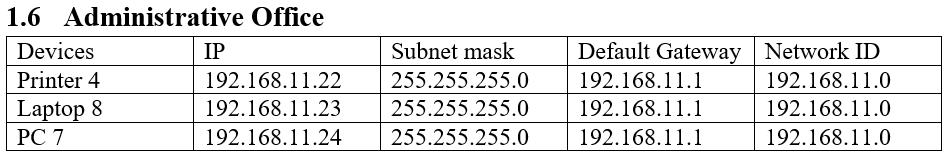 1.6 Administrative Office
Devices IP Subnet mask Default Gateway Network ID
Printer 4 192.168.11.22 255.255.255.0 192.168.11.1 192.168.11.0
Laptop 8 192.168.11.23 255.255.255.0 192.168.11.1 192.168.11.0
PC 7 192.168.11.24 255.255.255.0 192.168.11.1 192.168.11.0